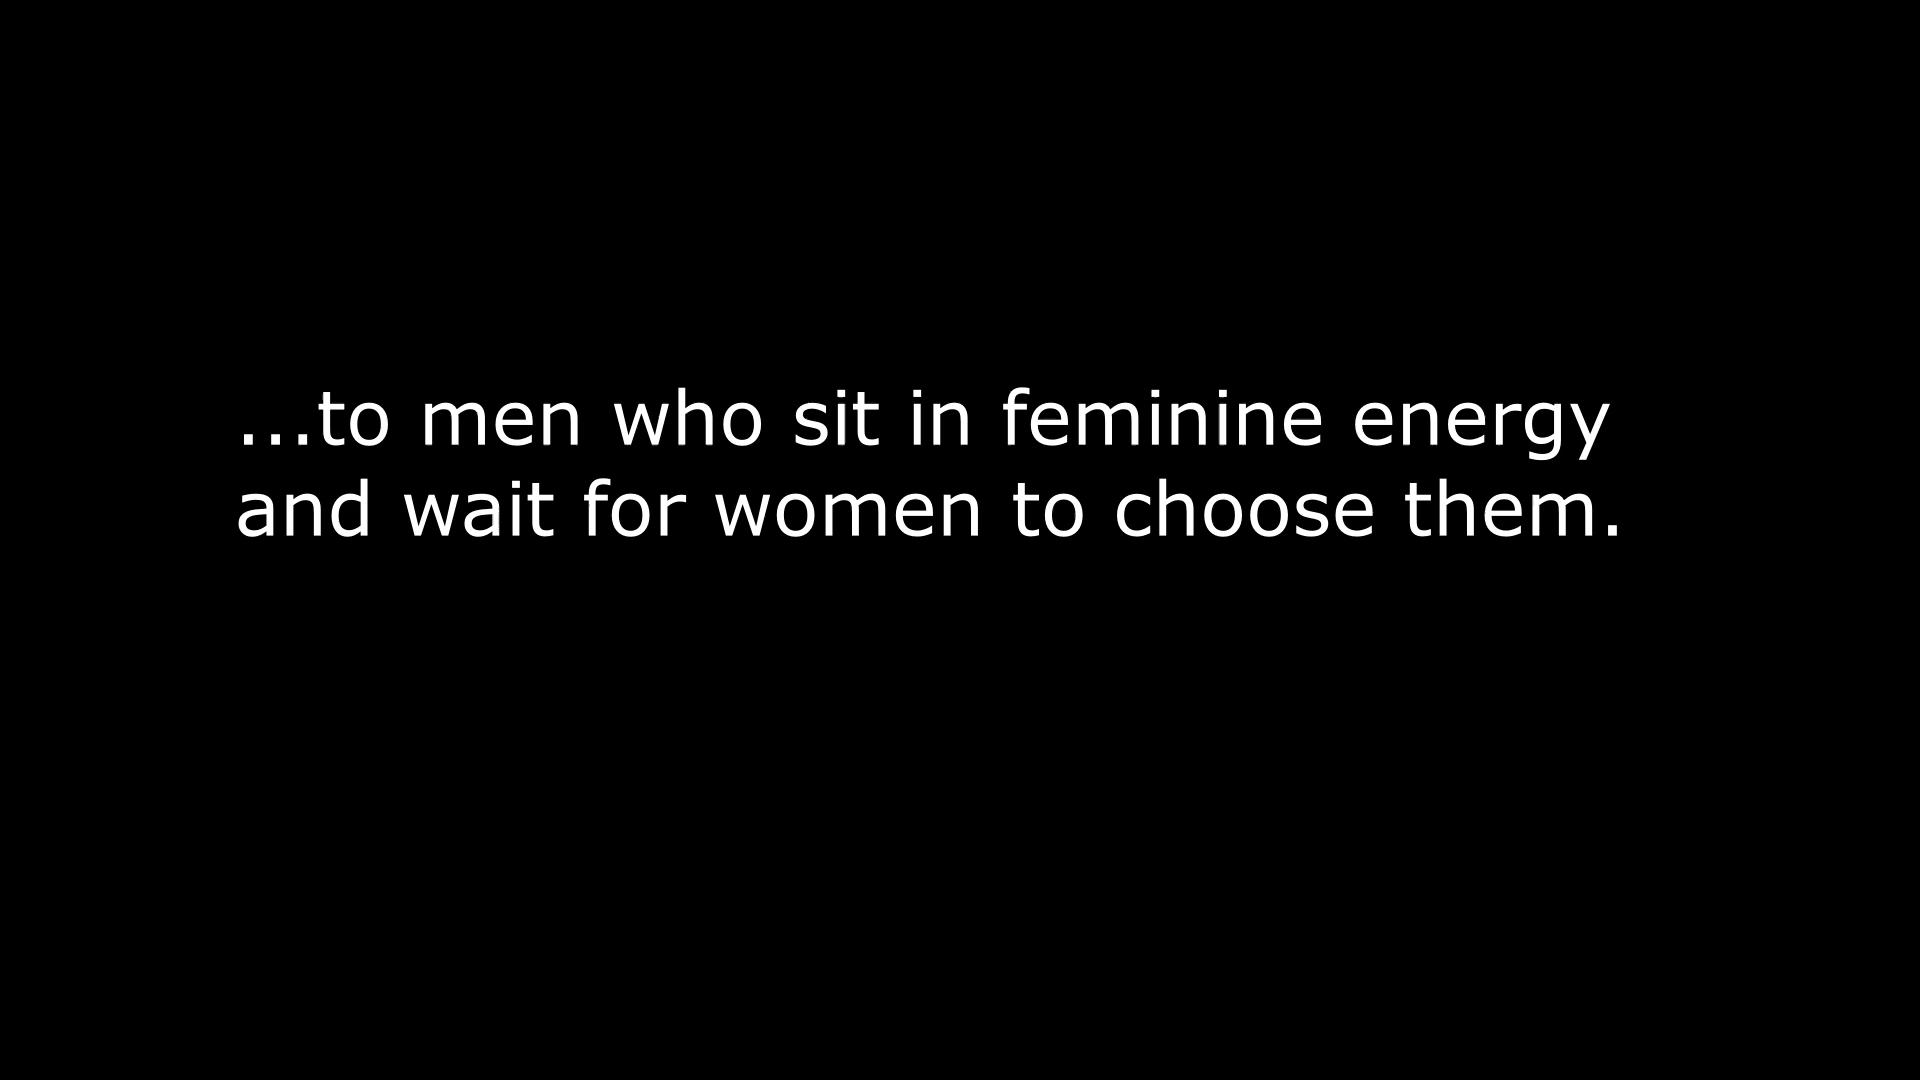 ...to men who sit in feminine energy
and wait for women to choose them.